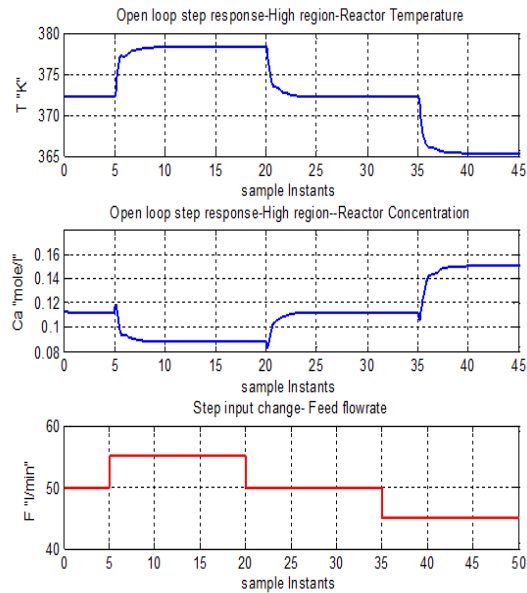 Open loop step response-High region-Reactor Temperature
380
375
370
365
T "K"
0 5 10 15 20 25 30 35 40 45
sample Instants
Open loop step response-High region--Reactor Concentration
0.16
0.14
0.12
0.1
0.08
Ca "mole/l"
0 5 10 15 20 25 30 35 40 45
sample Instants
Step input change- Feed flowrate
60
50
40
F "l/min"
0 5 10 15 20 25 30 35 40 45 50
sample Instants